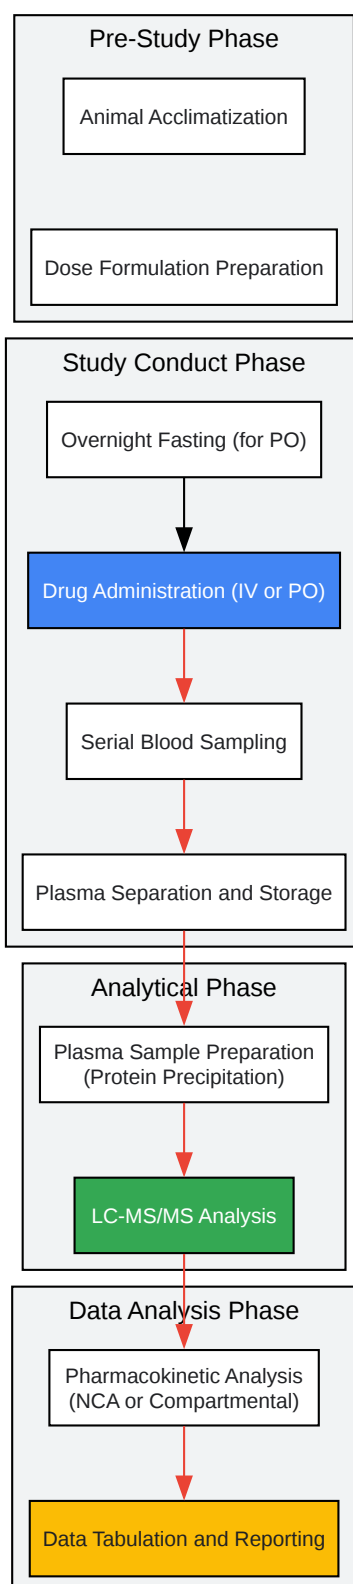 Pre-Study Phase
Animal Acclimatization
Dose Formulation Preparation
Study Conduct Phase
Overnight Fasting (for PO)
Drug Administration (IV or PO)
Serial Blood Sampling
Plasma Separation and Storage
Analytical Phase
Plasma Sample Preparation
(Protein Precipitation)
LC-MS/MS Analysis
Data Analysis Phase
Pharmacokinetic Analysis
(NCA or Compartmental)
Data Tabulation and Reporting